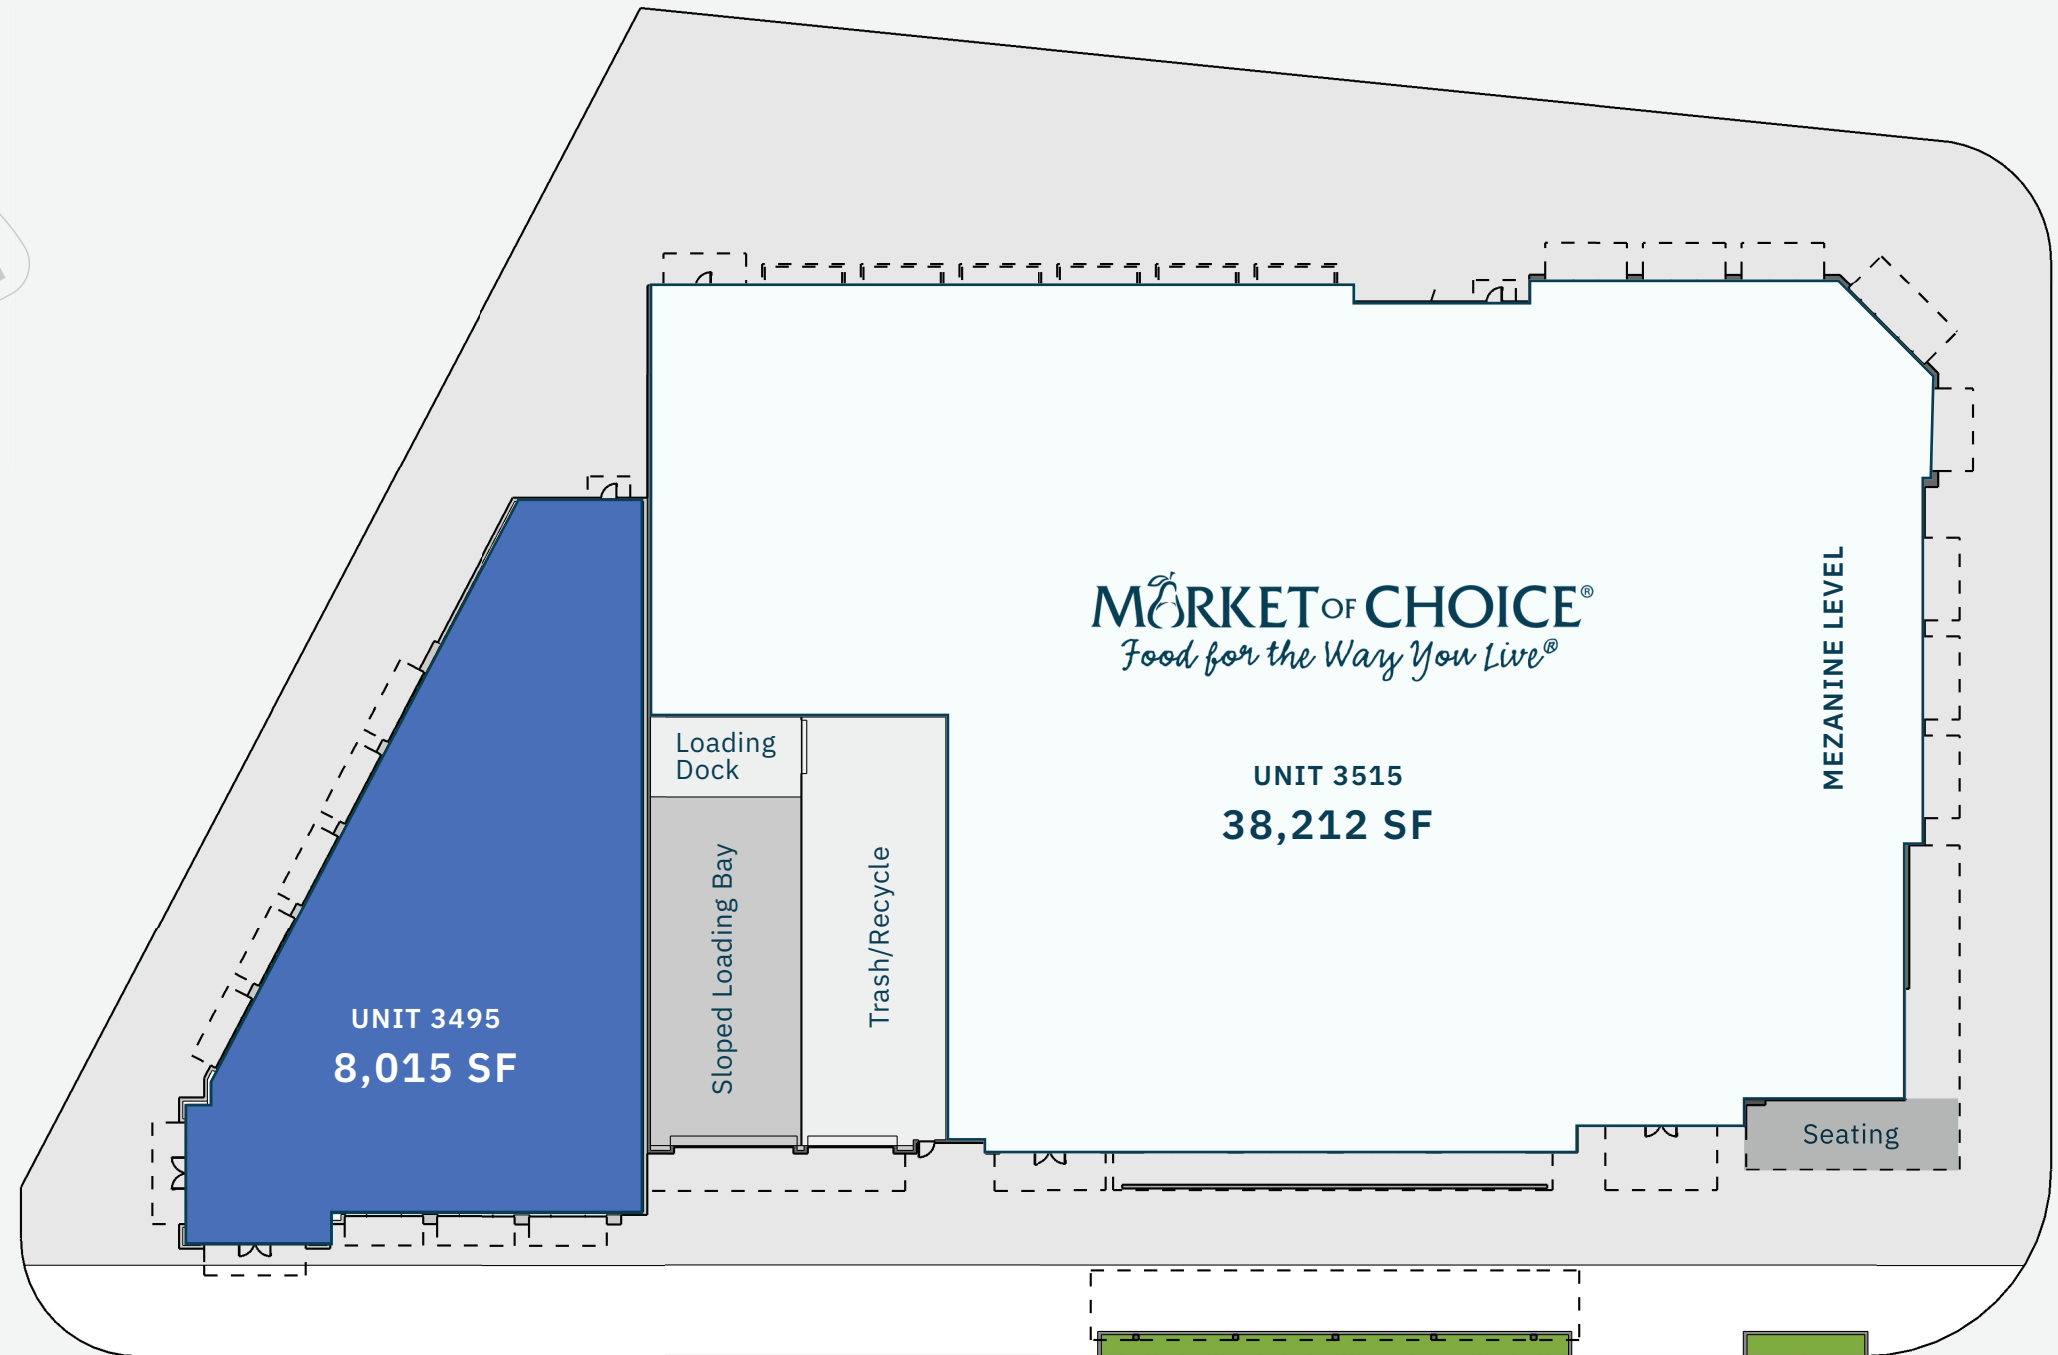 MARKET OF CHOICE®
Food for the Way You Live®
MEZANINE LEVEL
Loading
Dock
UNIT 3515
38,212 SF
Sloped Loading Bay
Trash/Recycle
UNIT 3495
8,015 SF
Seating